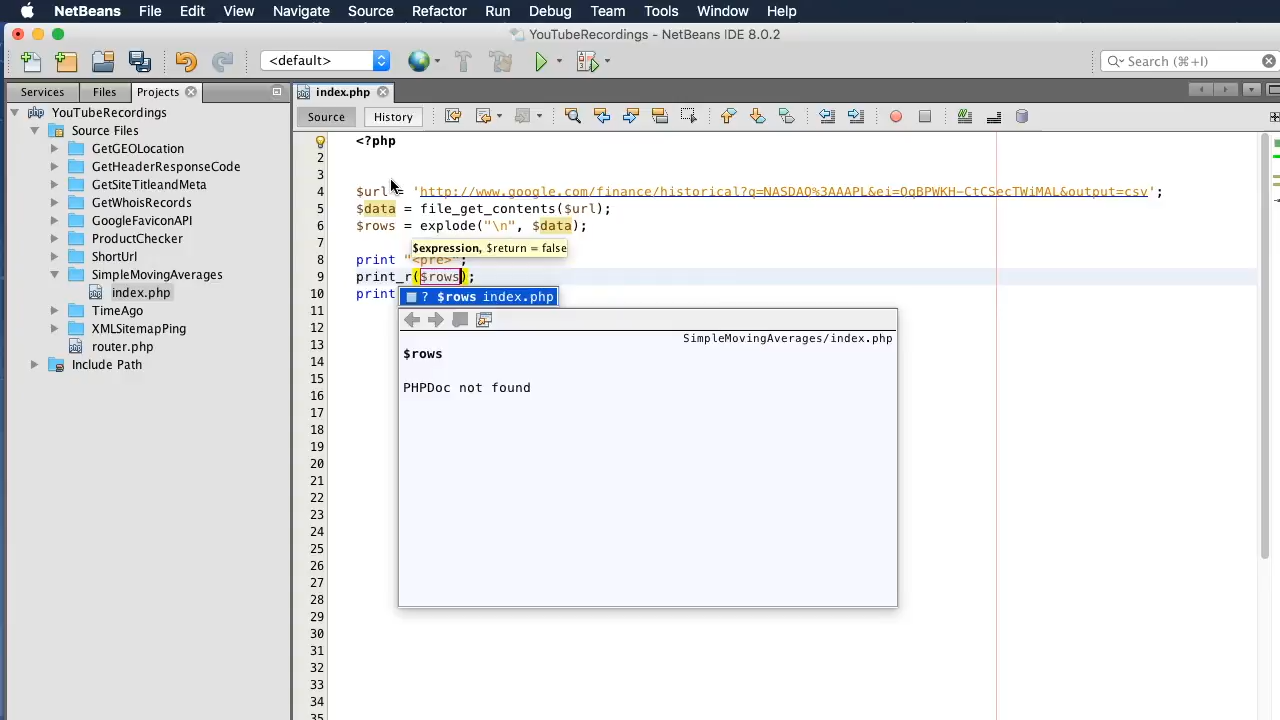 NetBeans File Edit View Navigate Source Refactor Run Debug Team Tools Window Help
YouTubeRecordings - NetBeans IDE 8.0.2
<default>
Search (⌘+I)
Services Files Projects
index.php
YouTubeRecordings
Source Files
GetGEOLocation
GetHeaderResponseCode
GetSiteTitleandMeta
GetWhoisRecords
GoogleFaviconAPI
ProductChecker
ShortUrl
SimpleMovingAverages
index.php
TimeAgo
XMLSitemapPing
router.php
Include Path
Source History
<?php
2
3
4 $url = 'http://www.google.com/finance/historical?q=NASDAQ%3AAAPL&ei=OqBPWKH-CtCSecTWiMAL&output=csv';
5 $data = file_get_contents($url);
6 $rows = explode("\n", $data);
7
$expression, $return = false
8 print "<pre>";
9 print_r($rows);
10 print
? $rows index.php
11
12
13
14
15
16
17
18
19
20
21
22
23
24
25
26
27
28
29
30
31
32
33
34
35
SimpleMovingAverages/index.php
$rows
PHPDoc not found